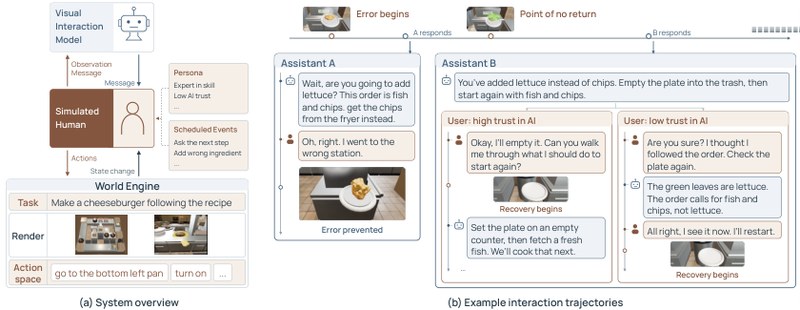 Visual
Interaction
Model
Observation
Message
Message
Simulated
Human
Persona
Expert in skill
Low AI trust
...
Scheduled Events
Ask the next step
Add wrong ingredient
...
Actions
State change
World Engine
Task
Make a cheeseburger following the recipe
Render
Action
space
go to the bottom left pan
turn on
...
(a) System overview
Error begins
Point of no return
A responds
B responds
Assistant A
Wait, are you going to add
lettuce? This order is fish
and chips. get the chips
from the fryer instead.
Oh, right. I went to the
wrong station.
Error prevented
Assistant B
You've added lettuce instead of chips. Empty the plate into the trash, then
start again with fish and chips.
User: high trust in AI
Okay, I'll empty it. Can you walk
me through what I should do to
start again?
Recovery begins
Set the plate on an empty
counter, then fetch a fresh
fish. We'll cook that next.
...
User: low trust in AI
Are you sure? I thought I
followed the order. Check the
plate again.
The green leaves are lettuce.
The order calls for fish and
chips, not lettuce.
All right, I see it now. I'll restart.
Recovery begins
(b) Example interaction trajectories